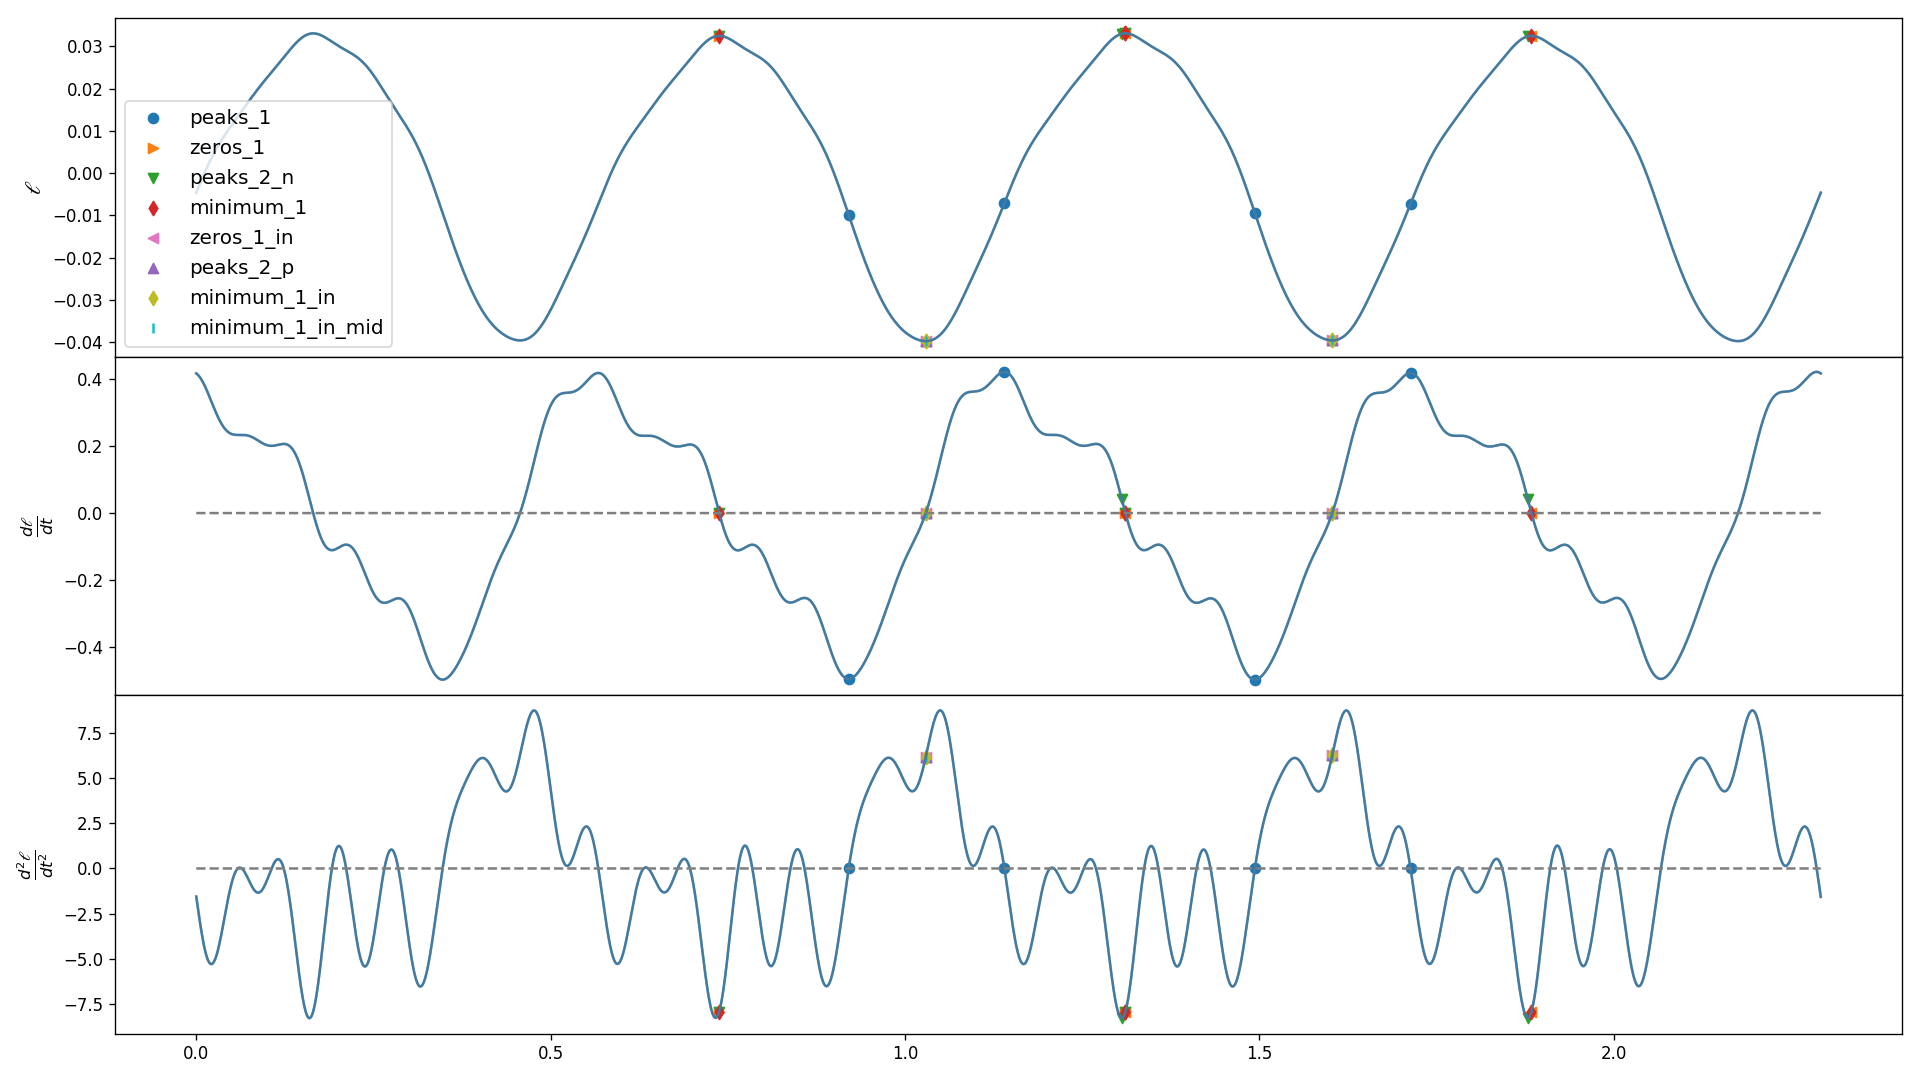 0.03
0.02
0.01
0.00
−0.01
−0.02
−0.03
−0.04
ℓ
peaks_1
zeros_1
peaks_2_n
minimum_1
zeros_1_in
peaks_2_p
minimum_1_in
minimum_1_in_mid
0.4
0.2
0.0
−0.2
−0.4
dℓ
dt
7.5
5.0
2.5
0.0
−2.5
−5.0
−7.5
d²ℓ
dt²
0.0 0.5 1.0 1.5 2.0